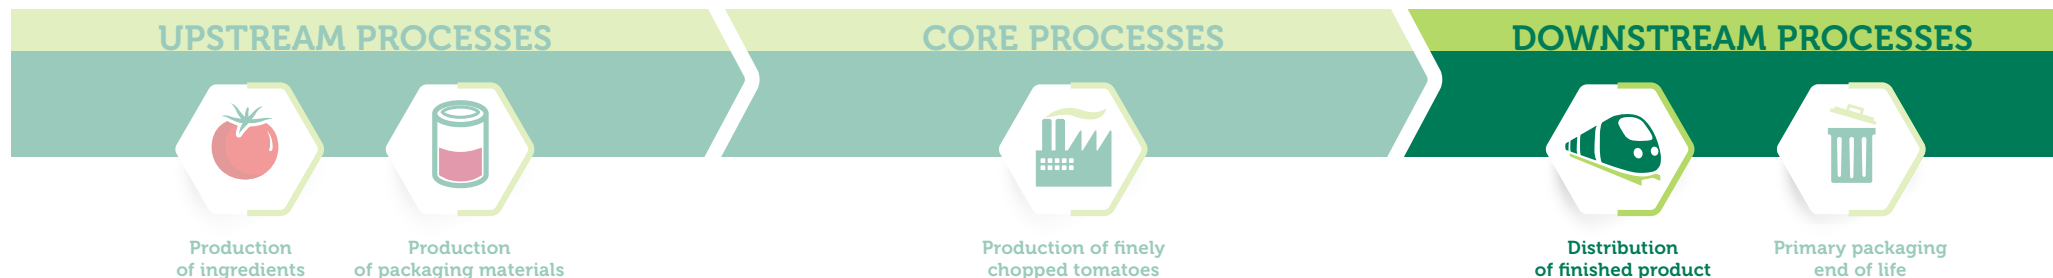 UPSTREAM PROCESSES
CORE PROCESSES
DOWNSTREAM PROCESSES
Production
of ingredients
Production
of packaging materials
Production of finely
chopped tomatoes
Distribution
of finished product
Primary packaging
end of life